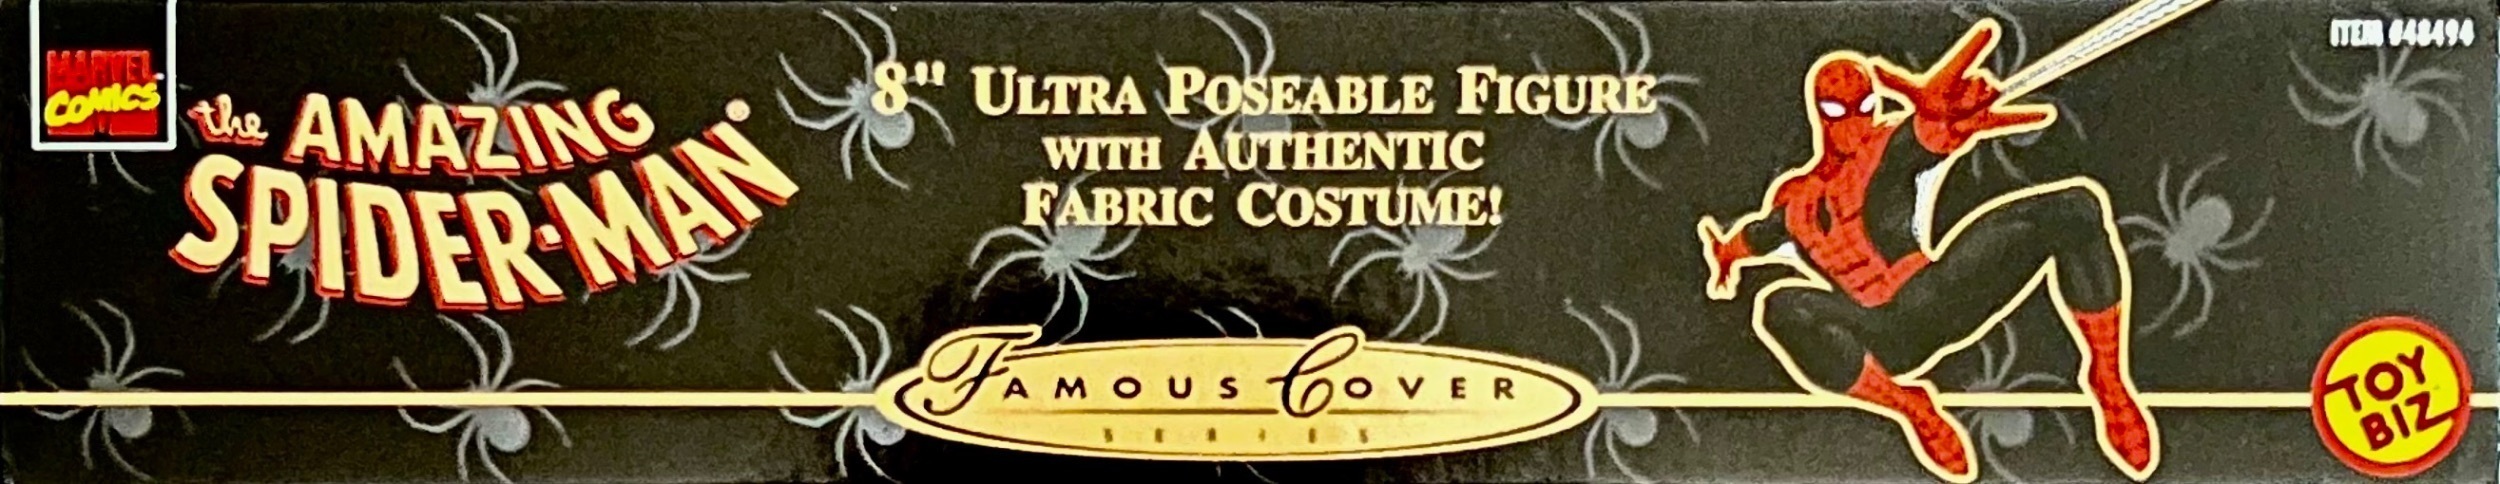 MARVEL
COMICS
the AMAZING
SPIDER-MAN®
8" ULTRA POSEABLE FIGURE
WITH AUTHENTIC
FABRIC COSTUME!
FAMOUS COVER
SERIES
ITEM #48494
TOY
BIZ